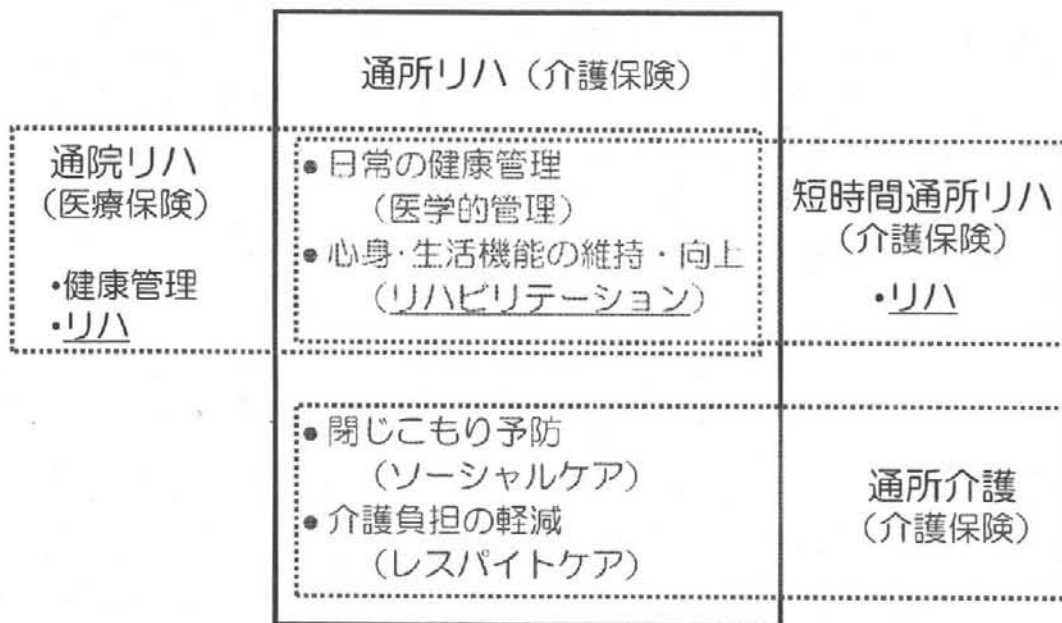 通所リハ（介護保険）
通院リハ
（医療保険）
•健康管理
•リハ
●日常の健康管理
（医学的管理）
●心身･生活機能の維持・向上
（リハビリテーション）
短時間通所リハ
（介護保険）
•リハ
●閉じこもり予防
（ソーシャルケア）
●介護負担の軽減
（レスパイトケア）
通所介護
（介護保険）